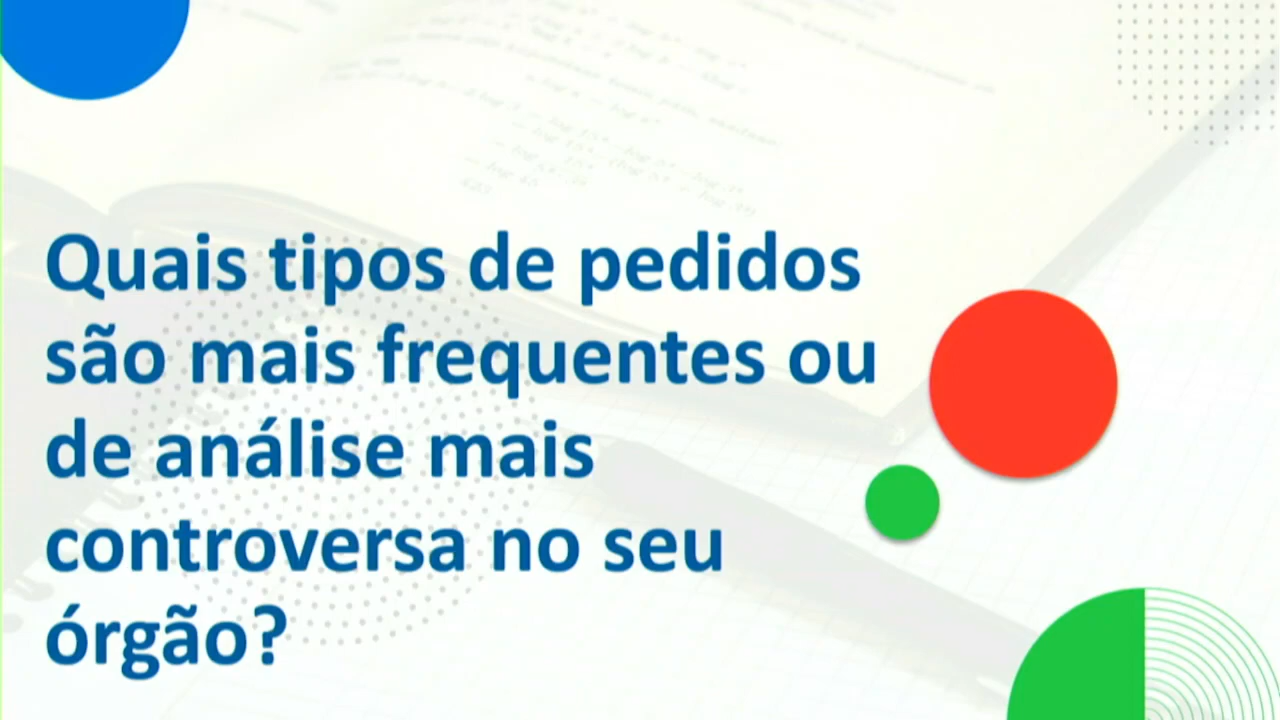 Quais tipos de pedidos
são mais frequentes ou
de análise mais
controversa no seu
órgão?